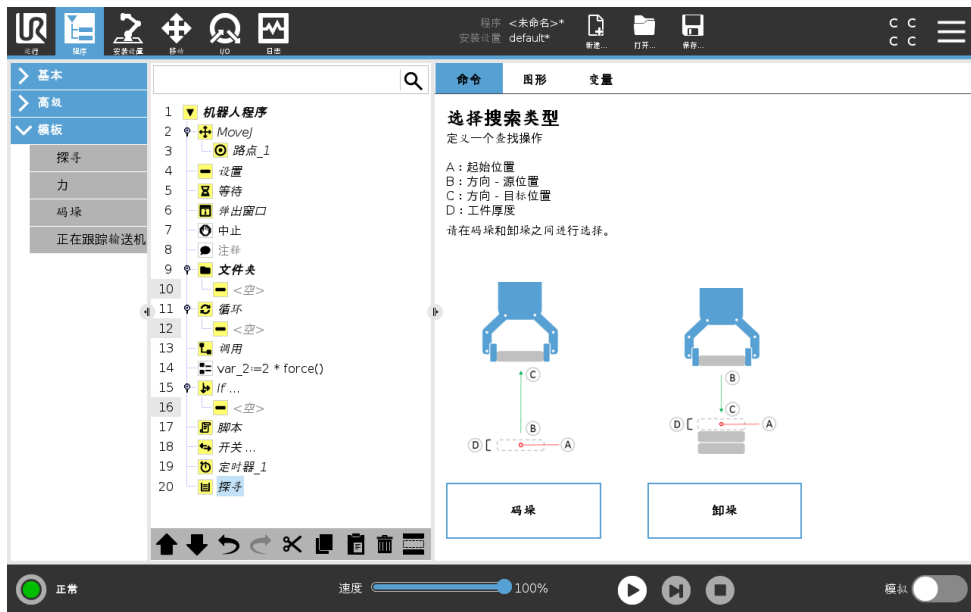 运行
程序
安装设置
移动
I/O
日志
程序 <未命名>*
安装设置 default*
新建...
打开...
保存...
C C
C C
基本
高级
模板
探寻
力
码垛
正在跟踪输送机
1 机器人程序
2 MoveJ
3 路点_1
4 设置
5 等待
6 弹出窗口
7 中止
8 注释
9 文件夹
10 <空>
11 循环
12 <空>
13 调用
14 var_2:=2 * force()
15 If ...
16 <空>
17 脚本
18 开关 ...
19 定时器_1
20 探寻
命令 图形 变量
选择搜索类型
定义一个查找操作
A：起始位置
B：方向 - 源位置
C：方向 - 目标位置
D：工件厚度
请在码垛和卸垛之间进行选择。
C
B
D A
B
C
D A
码垛
卸垛
正常
速度 100%
模拟